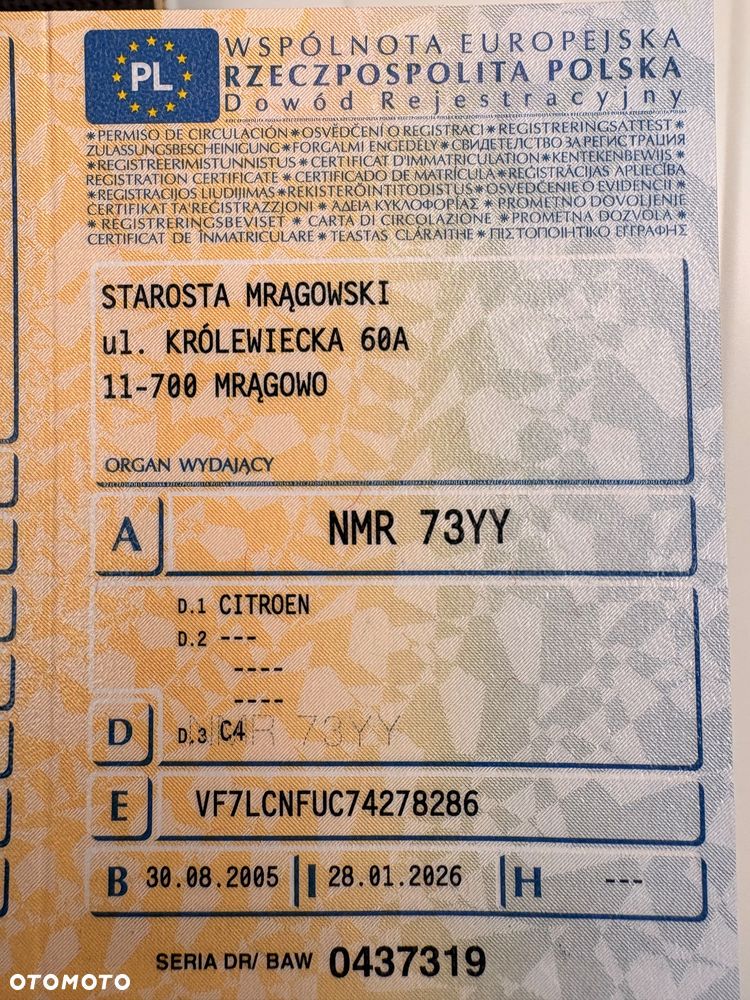 PL
WSPÓLNOTA EUROPEJSKA
RZECZPOSPOLITA POLSKA
Dowód Rejestracyjny
* PERMISO DE CIRCULACIÓN * OSVĚDČENÍ O REGISTRACI * REGISTRERINGSATTEST *
ZULASSUNGSBESCHEINIGUNG * FORGALMI ENGEDÉLY * СВИДЕТЕЛСТВО ЗА РЕГИСТРАЦИЯ
* REGISTREERIMISTUNNISTUS * CERTIFICAT D'IMMATRICULATION * KENTEKENBEWIJS *
REGISTRATION CERTIFICATE * CERTIFICADO DE MATRÍCULA * REĢISTRĀCIJAS APLIECĪBA
* REGISTRACIJOS LIUDIJIMAS * REKISTERÖINTITODISTUS * OSVEDČENIE O EVIDENCII *
ĊERTIFIKAT TA'REĠISTRAZZJONI * ΑΔΕΙΑ ΚΥΚΛΟΦΟΡΙΑΣ * PROMETNO DOVOLJENJE
* REGISTRERINGSBEVISET * CARTA DI CIRCOLAZIONE * PROMETNA DOZVOLA *
CERTIFICAT DE ÎNMATRICULARE * TEASTAS CLÁRAITHE * ΠΙΣΤΟΠΟΙΗΤΙΚΟ ΕΓΓΡΑΦΗΣ
STAROSTA MRĄGOWSKI
ul. KRÓLEWIECKA 60A
11-700 MRĄGOWO
ORGAN WYDAJĄCY
A NMR 73YY
D.1 CITROEN
D.2 ---
----
----
D D.3 C4 NMR 73YY
E VF7LCNFUC74278286
B 30.08.2005 I 28.01.2026 H ---
SERIA DR/ BAW 0437319
OTOMOTO